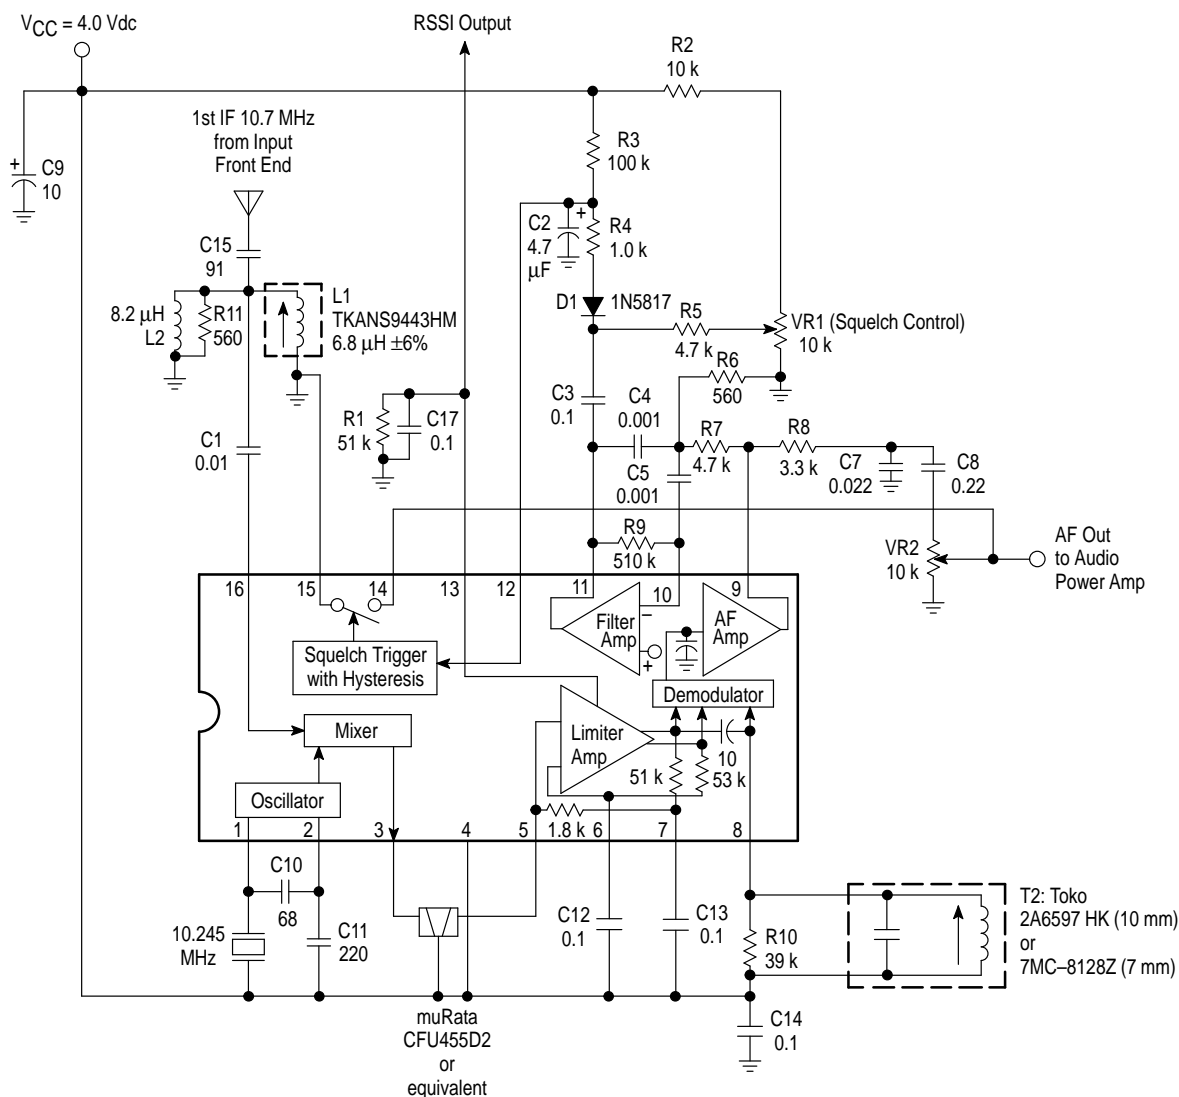 V_CC = 4.0 Vdc
RSSI Output
R2
10 k
1st IF 10.7 MHz
from Input
Front End
+
C9
10
R3
100 k
C2
4.7
µF
+
R4
1.0 k
C15
91
8.2 µH
L2
R11
560
L1
TKANS9443HM
6.8 µH ±6%
D1
1N5817
R5
4.7 k
VR1 (Squelch Control)
10 k
R6
560
C3
0.1
C4
0.001
R1
51 k
C17
0.1
C1
0.01
R7
4.7 k
R8
3.3 k
C5
0.001
C7
0.022
C8
0.22
R9
510 k
VR2
10 k
AF Out
to Audio
Power Amp
16
15
14
13
12
11
10
9
Filter
Amp
−
+
AF
Amp
Squelch Trigger
with Hysteresis
Demodulator
Mixer
Limiter
Amp
10
51 k
53 k
Oscillator
1.8 k
1
2
3
4
5
6
7
8
C10
68
10.245
MHz
C11
220
C12
0.1
C13
0.1
R10
39 k
T2: Toko
2A6597 HK (10 mm)
or
7MC–8128Z (7 mm)
C14
0.1
muRata
CFU455D2
or
equivalent